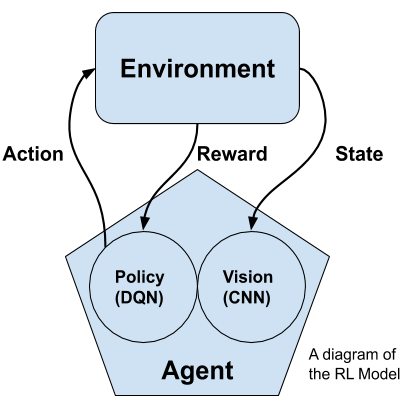 Environment
Action
Reward
State
Policy
(DQN)
Vision
(CNN)
Agent
A diagram of
the RL Model